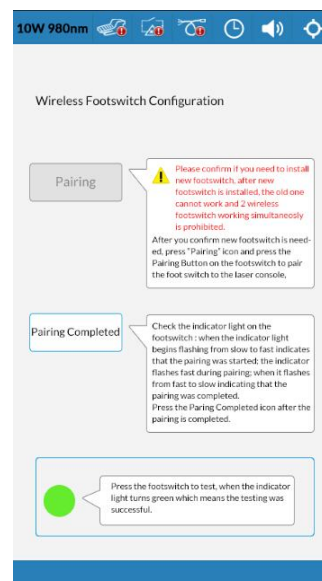 10W 980nm
Wireless Footswitch Configuration
Pairing
Please confirm if you need to install
new footswitch, after new
footswitch is installed, the old one
cannot work and 2 wireless
footswitch working simultaneosly
is prohibited.
After you confirm new footswitch is need-
ed, press "Pairing" icon and press the
Pairing Button on the footswitch to pair
the foot switch to the laser console,
Pairing Completed
Check the indicator light on the
footswitch : when the indicator light
begins flashing from slow to fast indicates
that the pairing was started; the indicator
flashes fast during pairing; when it flashes
from fast to slow indicating that the
pairing was completed.
Press the Paring Completed icon after the
pairing is completed.
Press the footswitch to test, when the indicator
light turns green which means the testing was
successful.